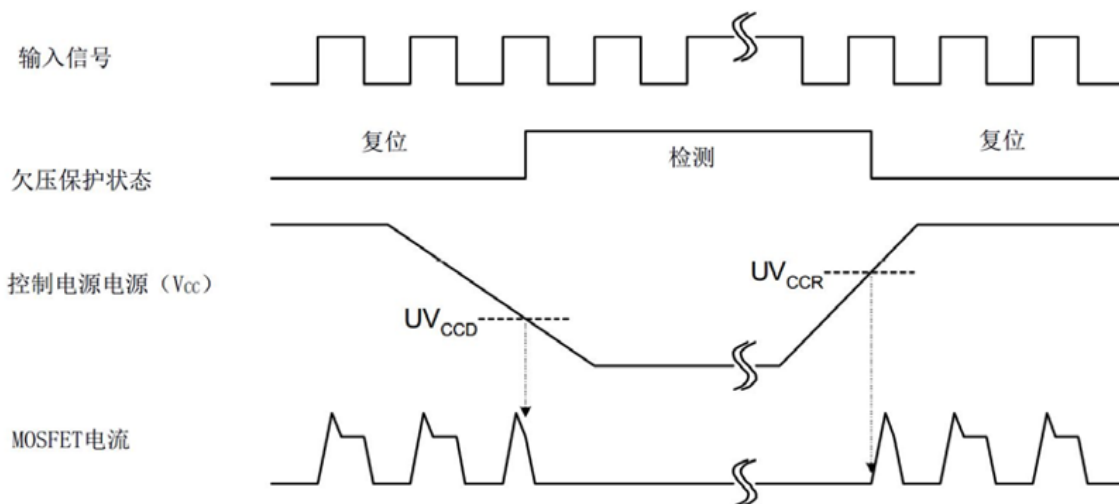 输入信号
复位
检测
复位
欠压保护状态
控制电源电源（VCC）
UVCCD
UVCCR
MOSFET电流